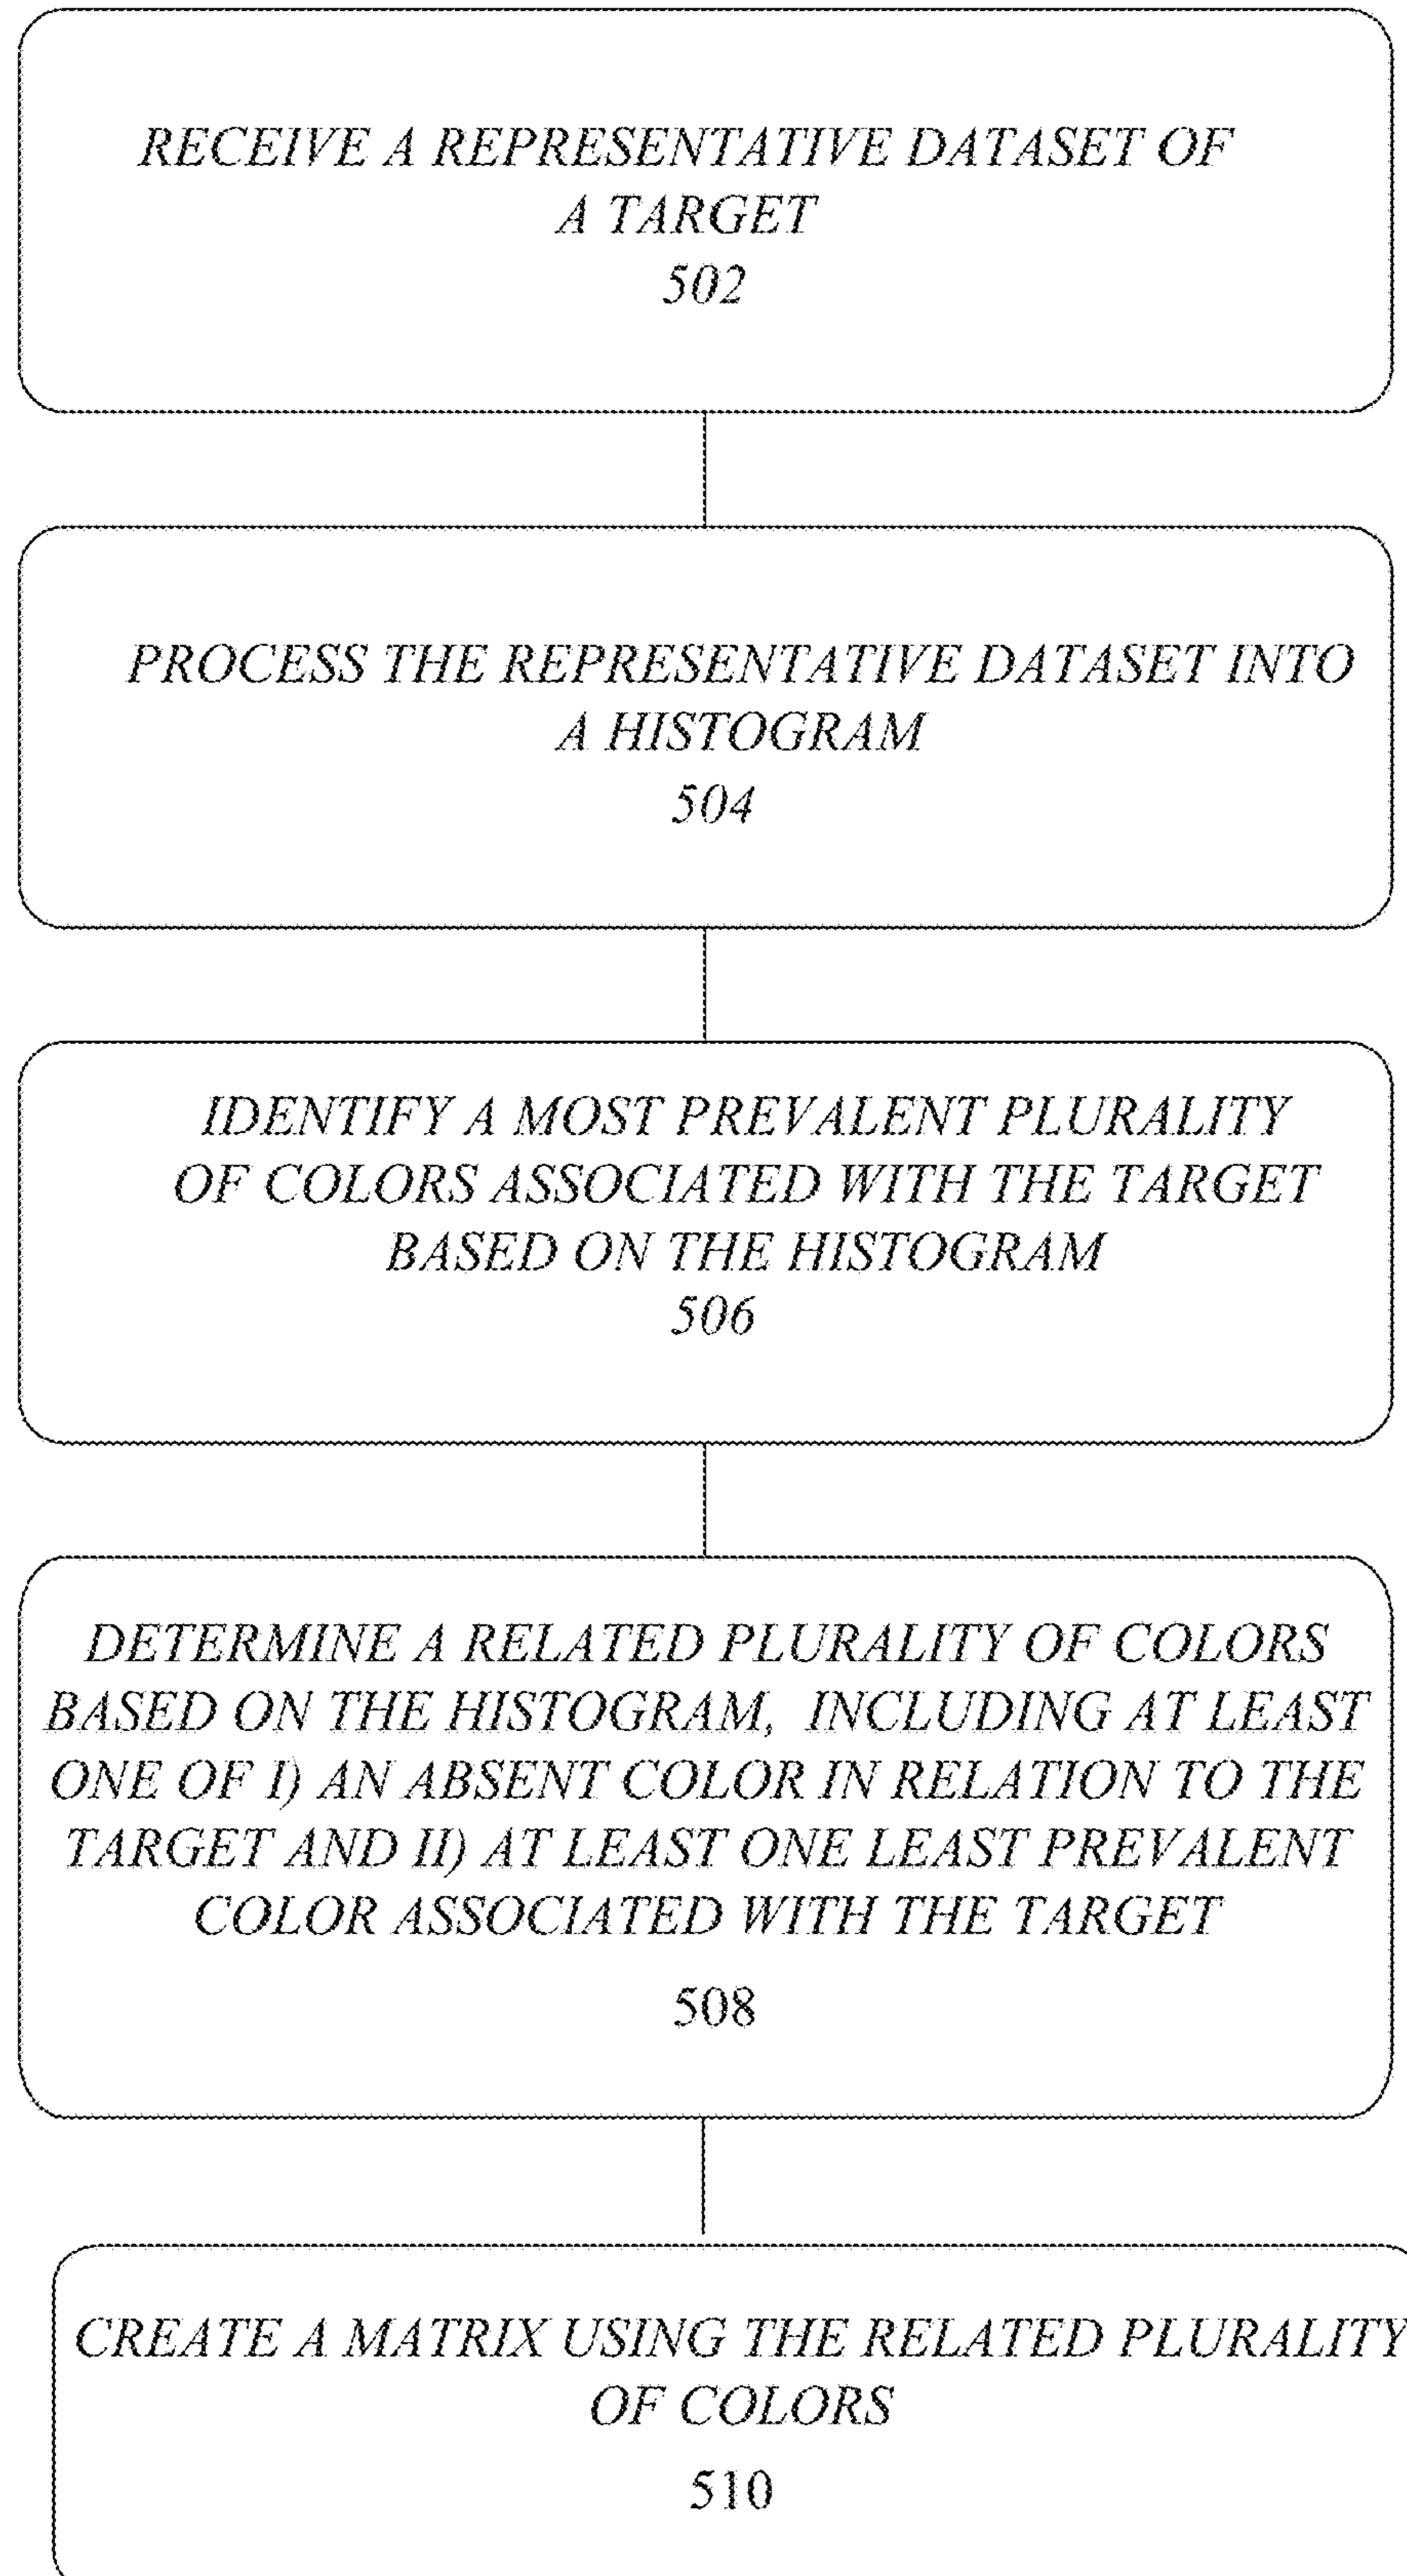 RECEIVE A REPRESENTATIVE DATASET OF
A TARGET
502
PROCESS THE REPRESENTATIVE DATASET INTO
A HISTOGRAM
504
IDENTIFY A MOST PREVALENT PLURALITY
OF COLORS ASSOCIATED WITH THE TARGET
BASED ON THE HISTOGRAM
506
DETERMINE A RELATED PLURALITY OF COLORS
BASED ON THE HISTOGRAM, INCLUDING AT LEAST
ONE OF I) AN ABSENT COLOR IN RELATION TO THE
TARGET AND II) AT LEAST ONE LEAST PREVALENT
COLOR ASSOCIATED WITH THE TARGET
508
CREATE A MATRIX USING THE RELATED PLURALITY
OF COLORS
510